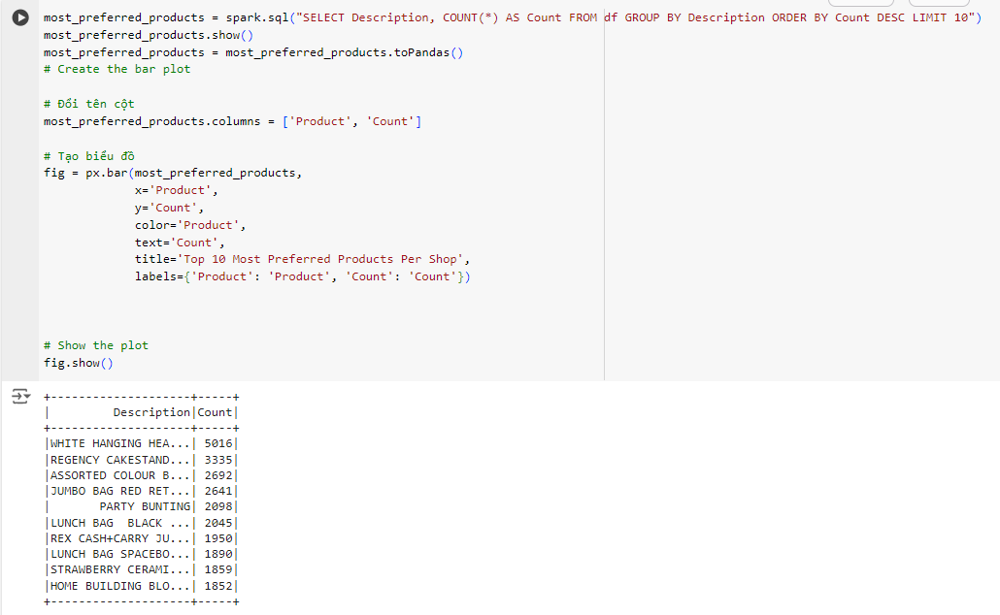 most_preferred_products = spark.sql("SELECT Description, COUNT(*) AS Count FROM df GROUP BY Description ORDER BY Count DESC LIMIT 10")
most_preferred_products.show()
most_preferred_products = most_preferred_products.toPandas()
# Create the bar plot
# Đổi tên cột
most_preferred_products.columns = ['Product', 'Count']
# Tạo biểu đồ
fig = px.bar(most_preferred_products,
x='Product',
y='Count',
color='Product',
text='Count',
title='Top 10 Most Preferred Products Per Shop',
labels={'Product': 'Product', 'Count': 'Count'})
# Show the plot
fig.show()
+--------------------+-----+
|         Description|Count|
+--------------------+-----+
|WHITE HANGING HEA...| 5016|
|REGENCY CAKESTAND...| 3335|
|ASSORTED COLOUR B...| 2692|
|JUMBO BAG RED RET...| 2641|
|       PARTY BUNTING| 2098|
|LUNCH BAG  BLACK ...| 2045|
|REX CASH+CARRY JU...| 1950|
|LUNCH BAG SPACEBO...| 1890|
|STRAWBERRY CERAMI...| 1859|
|HOME BUILDING BLO...| 1852|
+--------------------+-----+